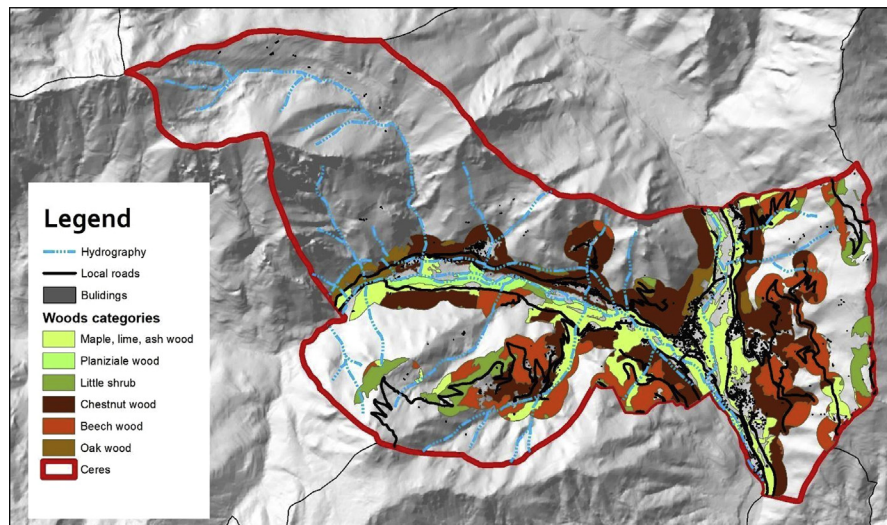 Legend
Hydrography
Local roads
Bulidings
Woods categories
Maple, lime, ash wood
Planiziale wood
Little shrub
Chestnut wood
Beech wood
Oak wood
Ceres